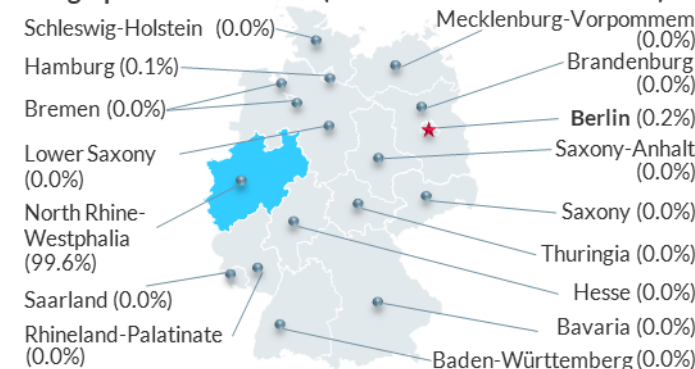 Schleswig-Holstein (0.0%)
Hamburg (0.1%)
Bremen (0.0%)
Lower Saxony
(0.0%)
North Rhine-
Westphalia
(99.6%)
Saarland (0.0%)
Rhineland-Palatinate
(0.0%)
Mecklenburg-Vorpommem
(0.0%)
Brandenburg
(0.0%)
Berlin (0.2%)
Saxony-Anhalt
(0.0%)
Saxony (0.0%)
Thuringia (0.0%)
Hesse (0.0%)
Bavaria (0.0%)
Baden-Württemberg (0.0%)